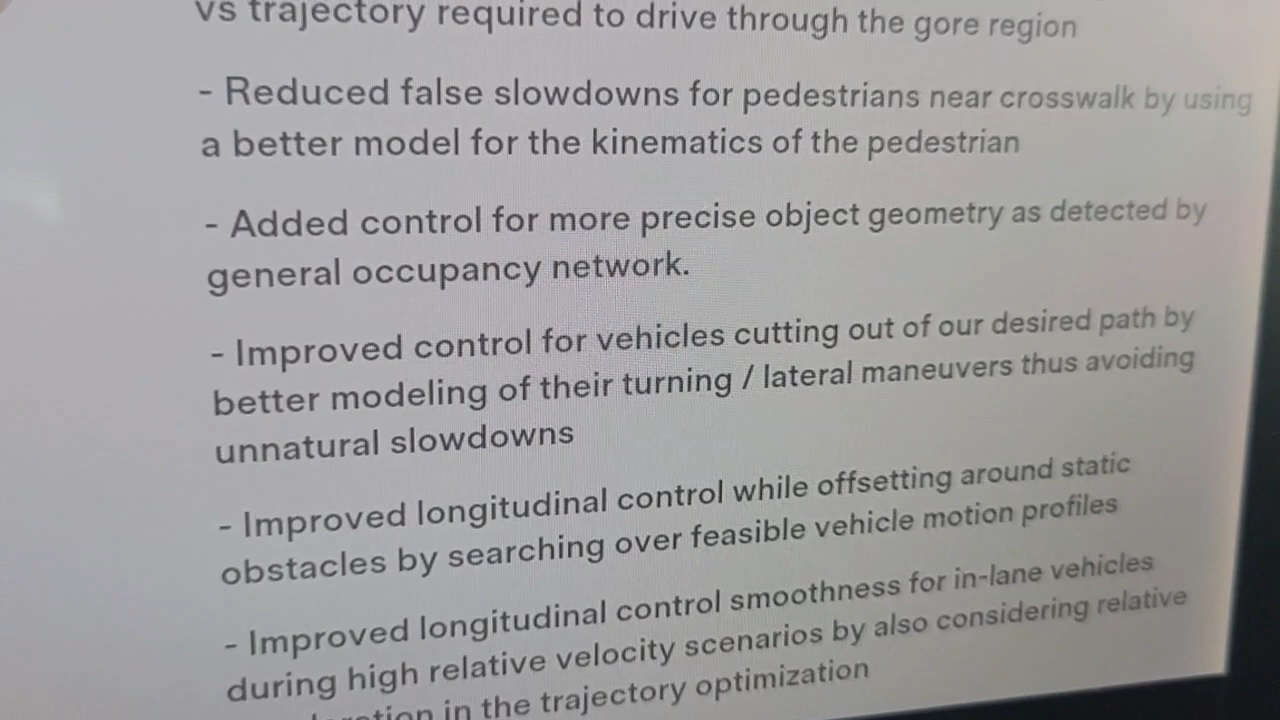 vs trajectory required to drive through the gore region
- Reduced false slowdowns for pedestrians near crosswalk by using
a better model for the kinematics of the pedestrian
- Added control for more precise object geometry as detected by
general occupancy network.
- Improved control for vehicles cutting out of our desired path by
better modeling of their turning / lateral maneuvers thus avoiding
unnatural slowdowns
- Improved longitudinal control while offsetting around static
obstacles by searching over feasible vehicle motion profiles
- Improved longitudinal control smoothness for in-lane vehicles
during high relative velocity scenarios by also considering relative
in the trajectory optimization